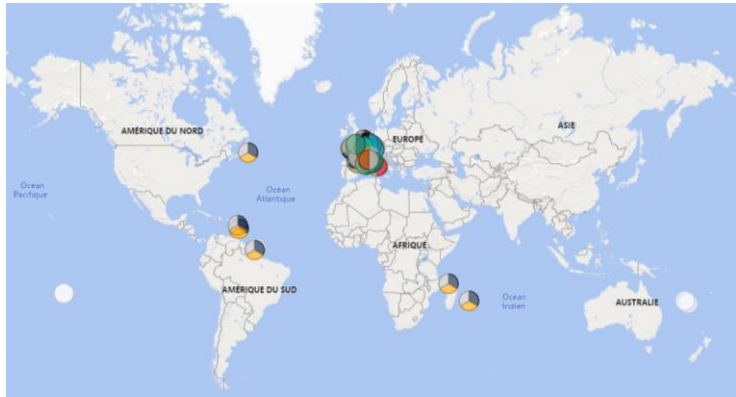 ASIE
AMÉRIQUE DU NORD
EUROPE
Océan
Pacifique
Océan
Atlantique
AFRIQUE
AMÉRIQUE DU SUD
Océan
Indien
AUSTRALIE